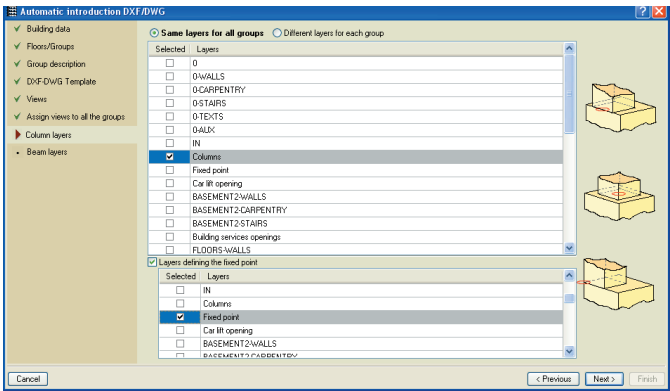 Automatic introduction DXF/DWG
Building data
Floors/Groups
Group description
DXF-DWG Template
Views
Assign views to all the groups
Column layers
Beam layers
Same layers for all groups Different layers for each group
Selected Layers
0
0-WALLS
0-CARPENTRY
0-STAIRS
0-TEXTS
0-AUX
IN
Columns
Fixed point
Car lift opening
BASEMENT2-WALLS
BASEMENT2-CARPENTRY
BASEMENT2-STAIRS
Building services openings
FLOORS-WALLS
Layers defining the fixed point
Selected Layers
IN
Columns
Fixed point
Car lift opening
BASEMENT2-WALLS
BASEMENT2-CARPENTRY
Cancel < Previous Next > Finish